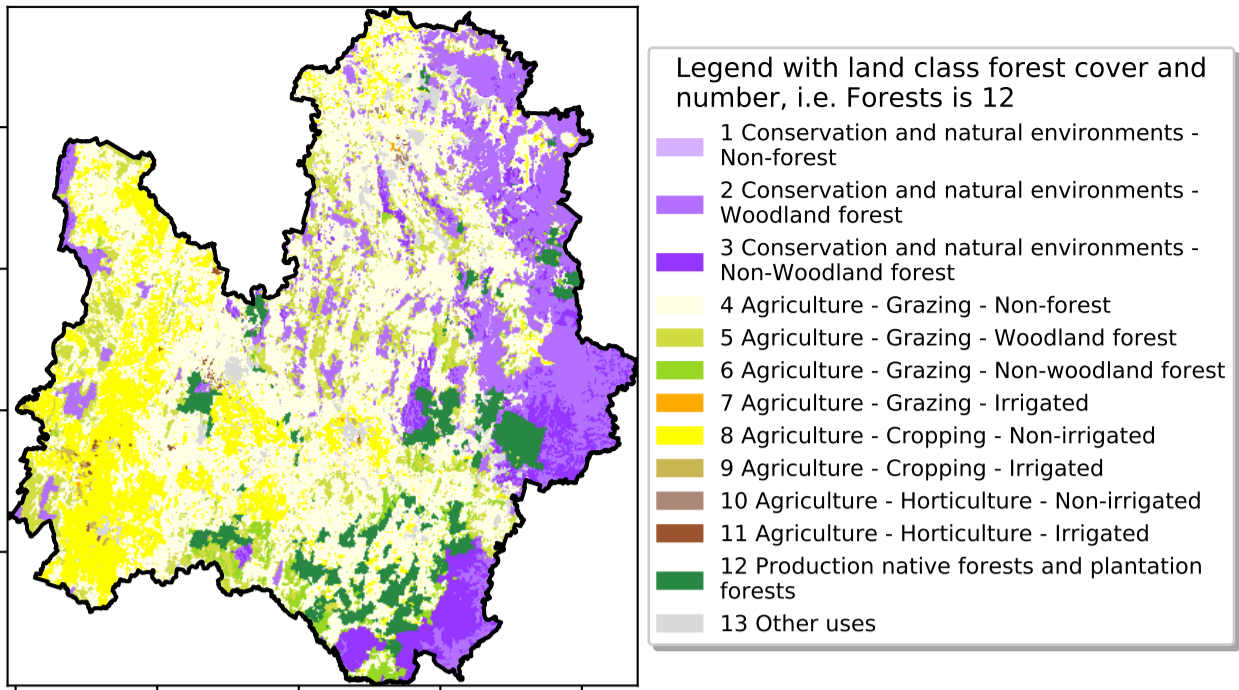 Legend with land class forest cover and
number, i.e. Forests is 12
1 Conservation and natural environments -
Non-forest
2 Conservation and natural environments -
Woodland forest
3 Conservation and natural environments -
Non-Woodland forest
4 Agriculture - Grazing - Non-forest
5 Agriculture - Grazing - Woodland forest
6 Agriculture - Grazing - Non-woodland forest
7 Agriculture - Grazing - Irrigated
8 Agriculture - Cropping - Non-irrigated
9 Agriculture - Cropping - Irrigated
10 Agriculture - Horticulture - Non-irrigated
11 Agriculture - Horticulture - Irrigated
12 Production native forests and plantation
forests
13 Other uses